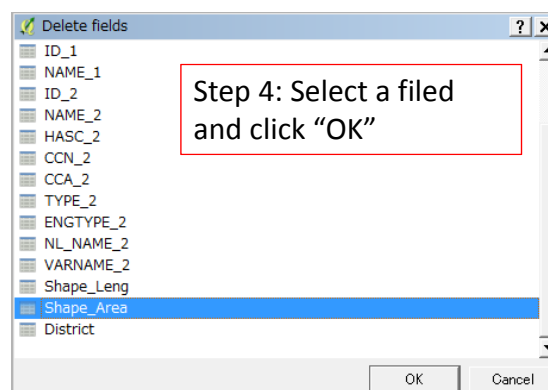 Delete fields
ID_1
NAME_1
ID_2
NAME_2
HASC_2
CCN_2
CCA_2
TYPE_2
ENGTYPE_2
NL_NAME_2
VARNAME_2
Shape_Leng
Shape_Area
District
Step 4: Select a filed
and click “OK”
OK Cancel